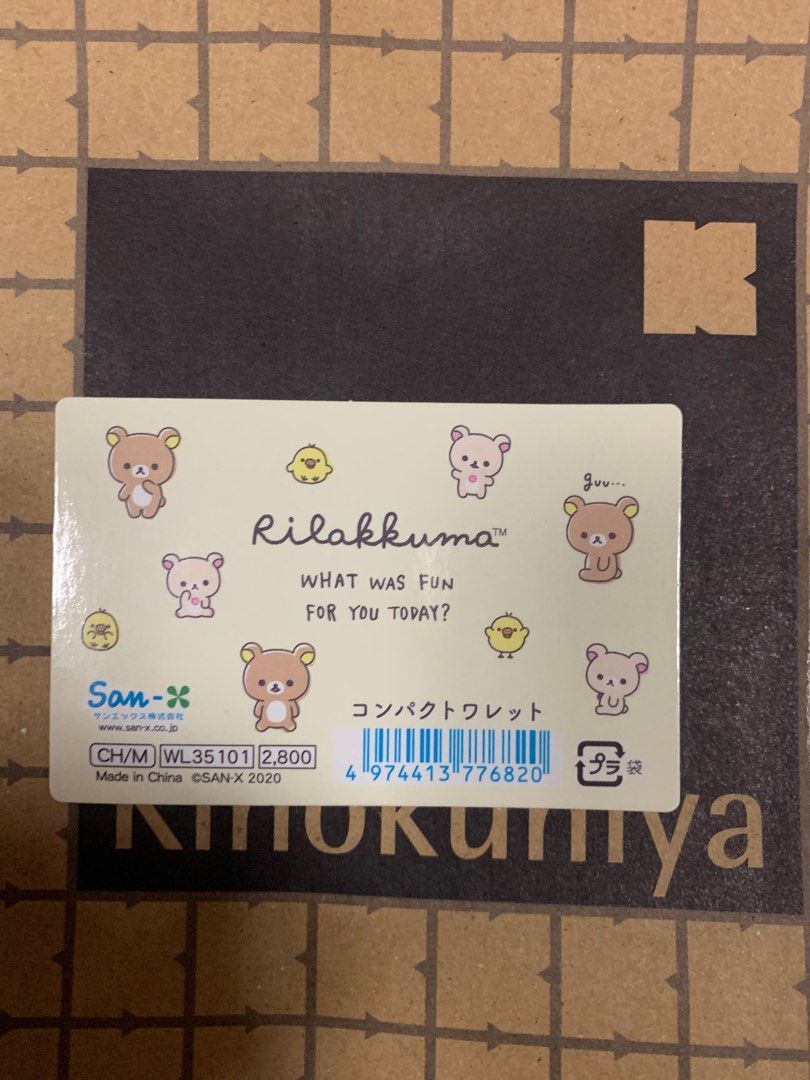 guu...
Rilakkuma™
WHAT WAS FUN
FOR YOU TODAY?
San-X
サンエックス株式会社
www.san-x.co.jp
コンパクトワレット
CH/M WL35101 2,800
Made in China ©SAN-X 2020
4 974413 776820
プラ 袋
Kinokuniya